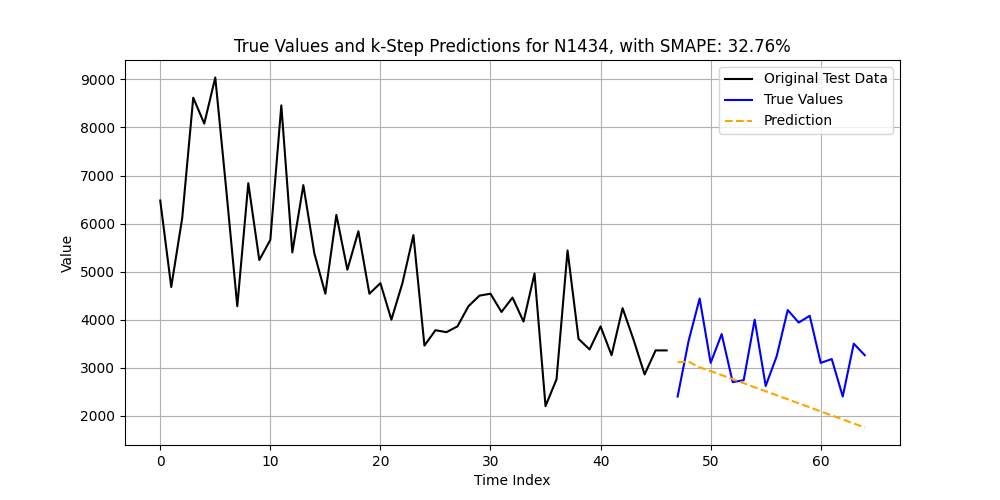 True Values and k-Step Predictions for N1434, with SMAPE: 32.76%
Original Test Data
True Values
Prediction
Value
9000
8000
7000
6000
5000
4000
3000
2000
0 10 20 30 40 50 60
Time Index